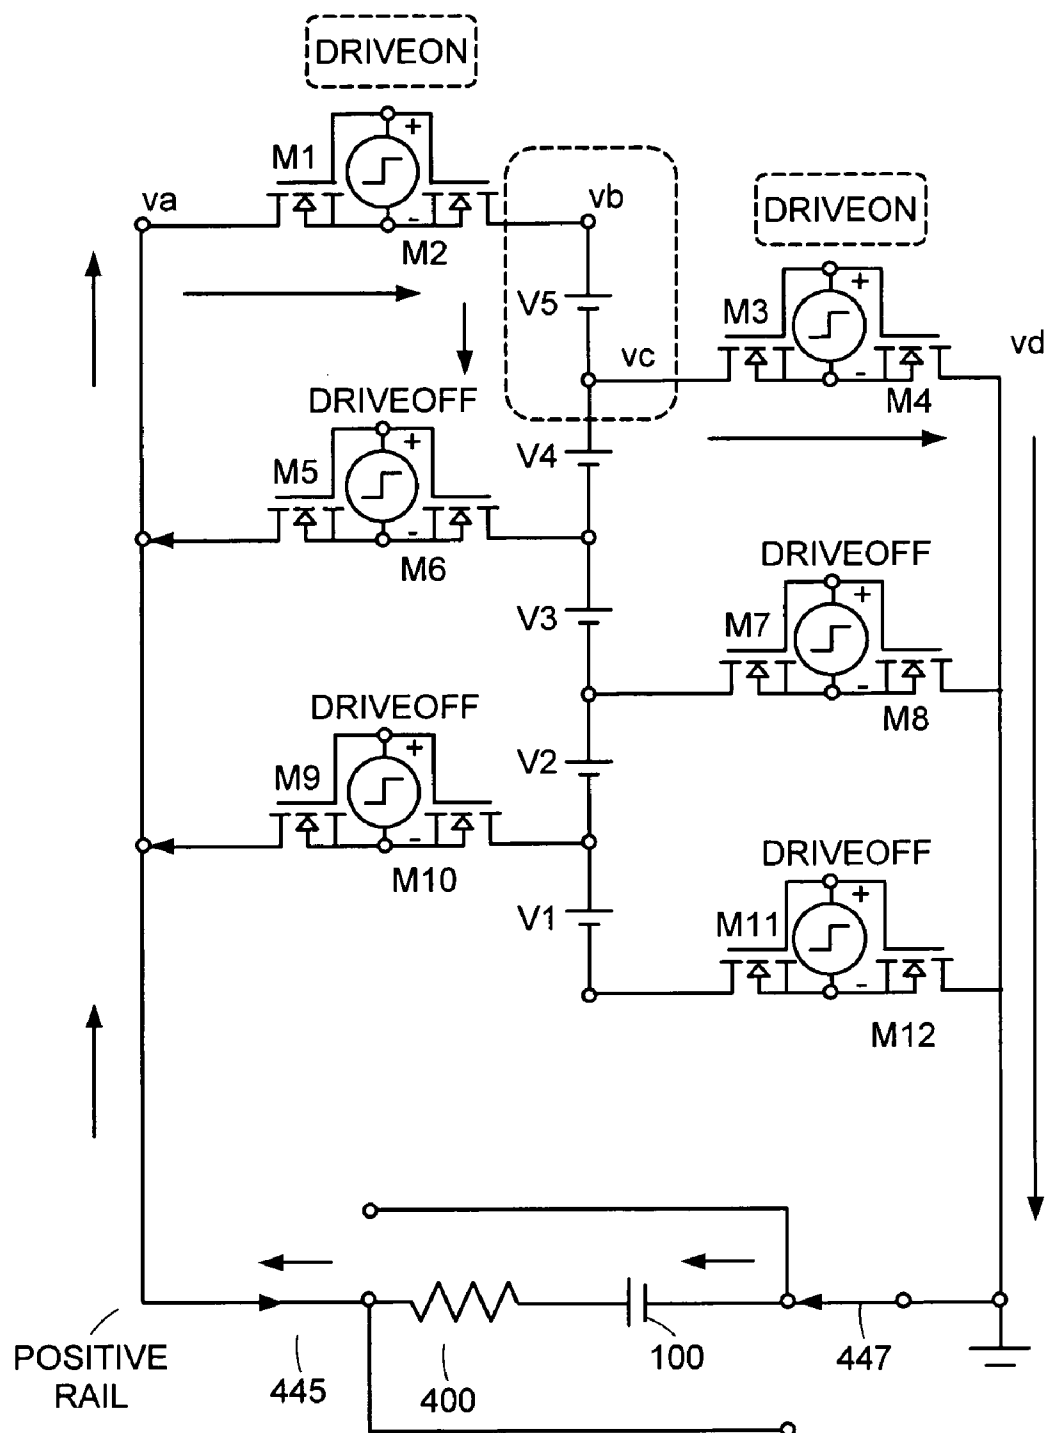 DRIVEON
M1
+
-
M2
va
vb
DRIVEON
V5
M3
+
-
M4
vc
vd
DRIVEOFF
M5
+
-
M6
V4
DRIVEOFF
V3
M7
+
-
M8
DRIVEOFF
M9
+
-
M10
V2
DRIVEOFF
V1
M11
+
-
M12
POSITIVE
RAIL
445
400
100
447